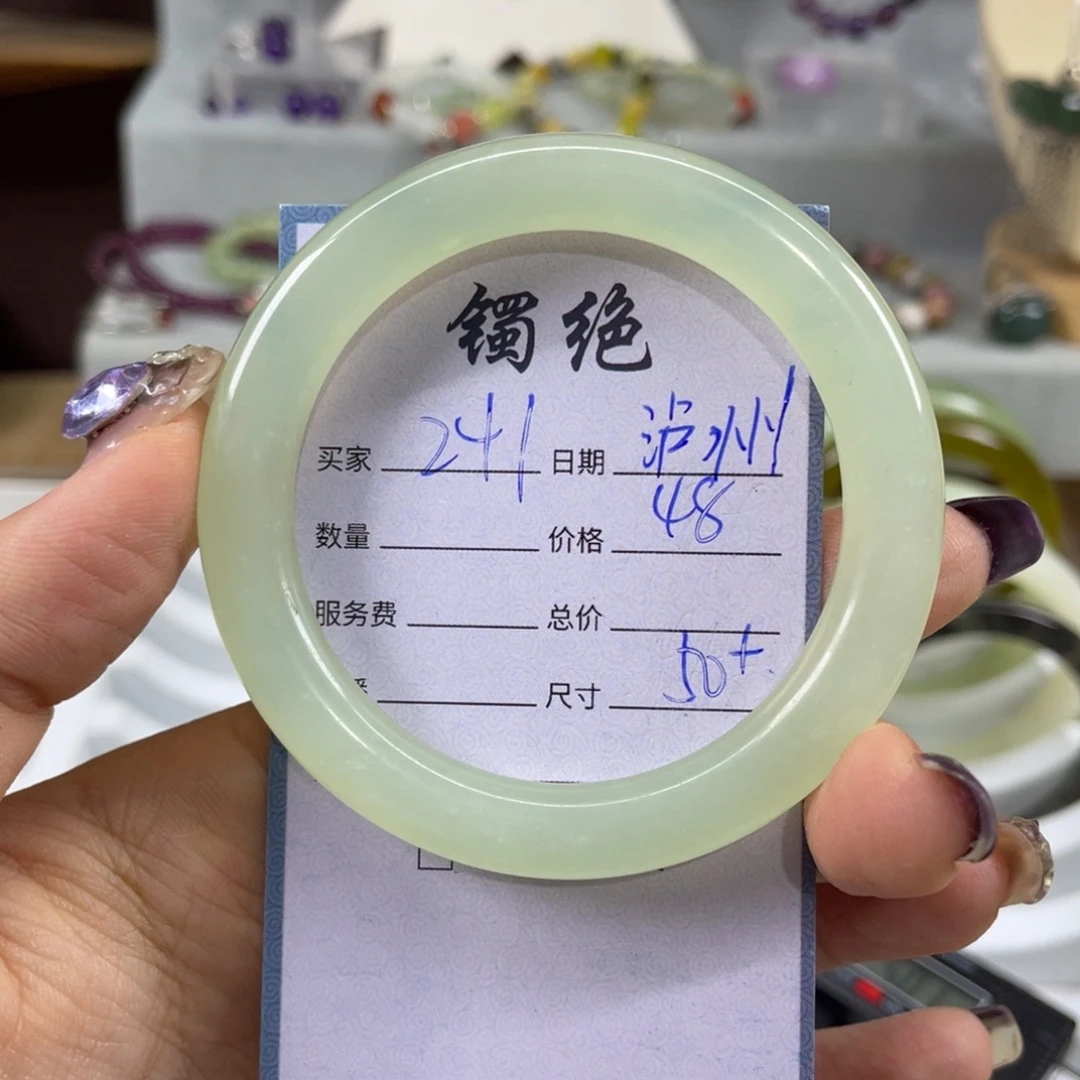 镯绝
买家 241 日期 泸州
数量 价格 48
服务费 总价
尺寸 50+